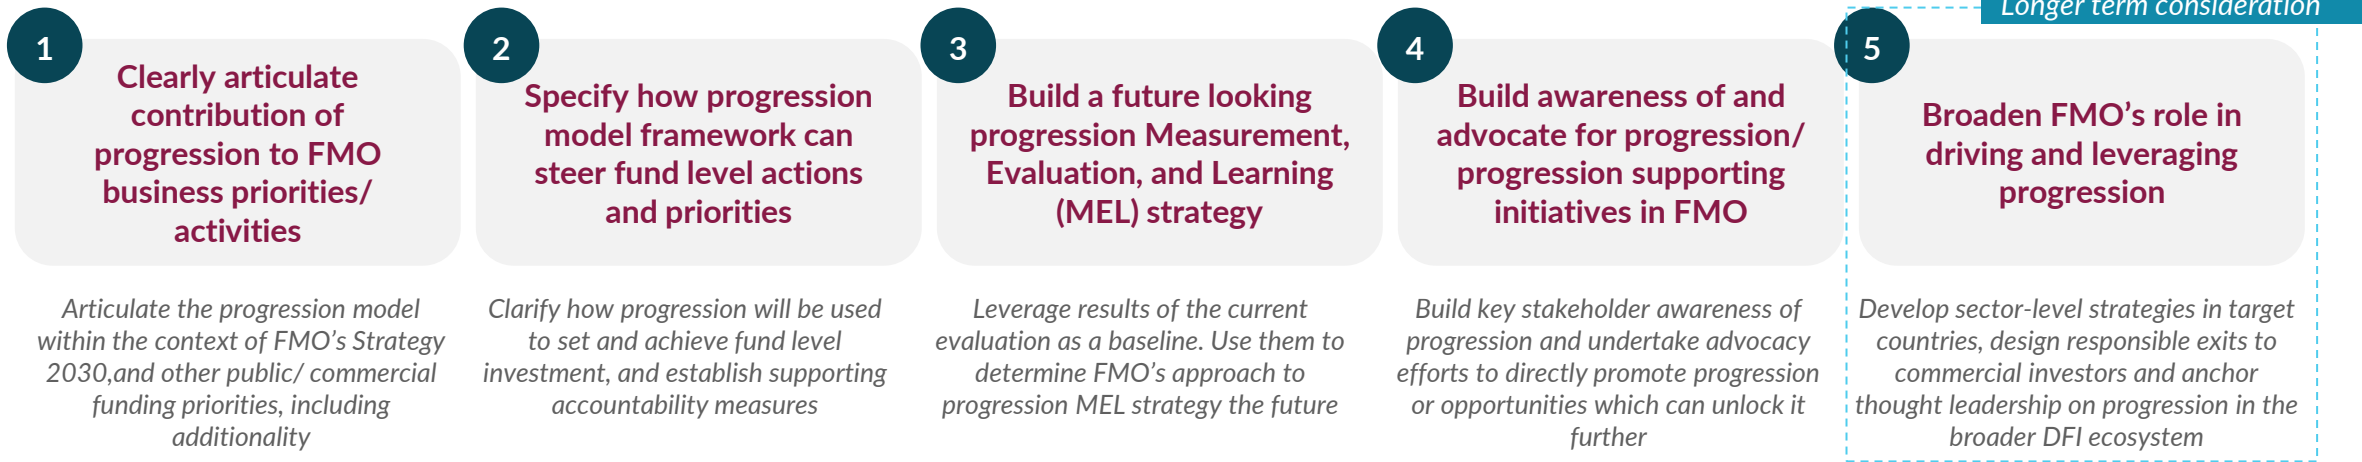 1
Clearly articulate
contribution of
progression to FMO
business priorities/
activities
Articulate the progression model
within the context of FMO’s Strategy
2030,and other public/ commercial
funding priorities, including
additionality
2
Specify how progression
model framework can
steer fund level actions
and priorities
Clarify how progression will be used
to set and achieve fund level
investment, and establish supporting
accountability measures
3
Build a future looking
progression Measurement,
Evaluation, and Learning
(MEL) strategy
Leverage results of the current
evaluation as a baseline. Use them to
determine FMO’s approach to
progression MEL strategy the future
4
Build awareness of and
advocate for progression/
progression supporting
initiatives in FMO
Build key stakeholder awareness of
progression and undertake advocacy
efforts to directly promote progression
or opportunities which can unlock it
further
Longer term consideration
5
Broaden FMO’s role in
driving and leveraging
progression
Develop sector-level strategies in target
countries, design responsible exits to
commercial investors and anchor
thought leadership on progression in the
broader DFI ecosystem